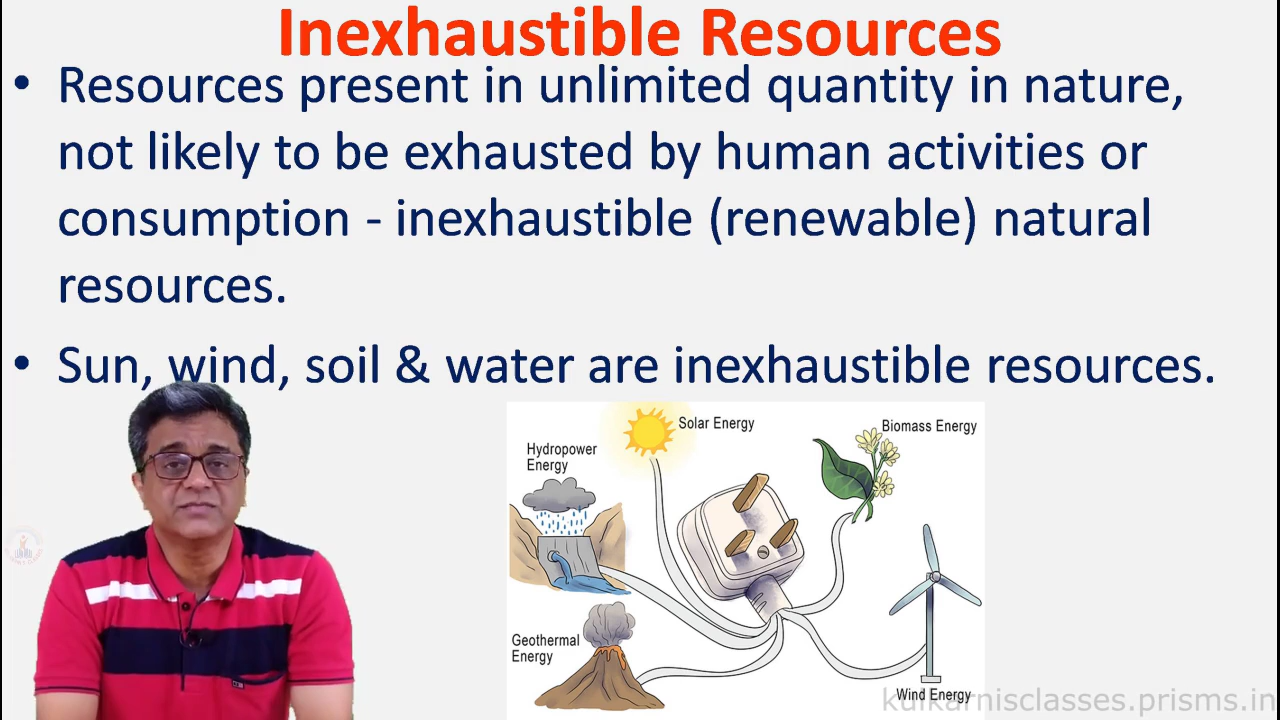 Inexhaustible Resources
• Resources present in unlimited quantity in nature,
not likely to be exhausted by human activities or
consumption - inexhaustible (renewable) natural
resources.
• Sun, wind, soil & water are inexhaustible resources.
Solar Energy
Biomass Energy
Hydropower
Energy
Geothermal
Energy
Wind Energy
kulkarnisclasses.prisms.in